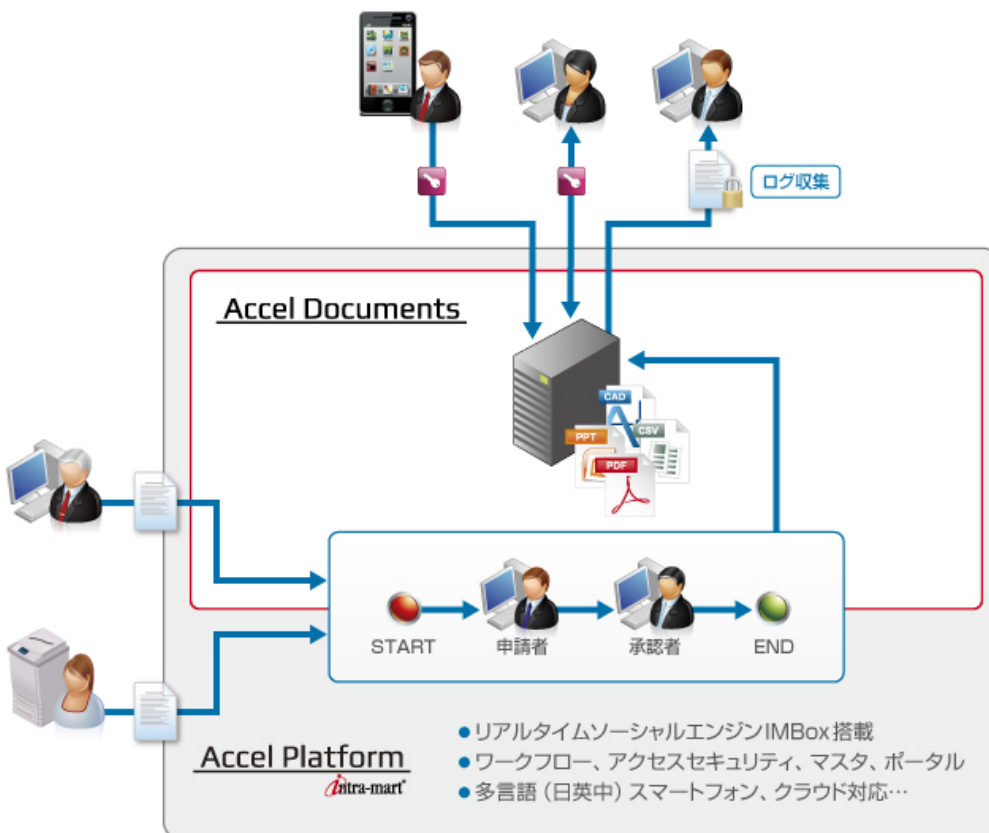 ログ収集
Accel Documents
CAD
PPT
CSV
PDF
START
申請者
承認者
END
Accel Platform
intra-mart®
●リアルタイムソーシャルエンジンIMBox搭載
●ワークフロー、アクセスセキュリティ、マスタ、ポータル
●多言語（日英中）スマートフォン、クラウド対応…